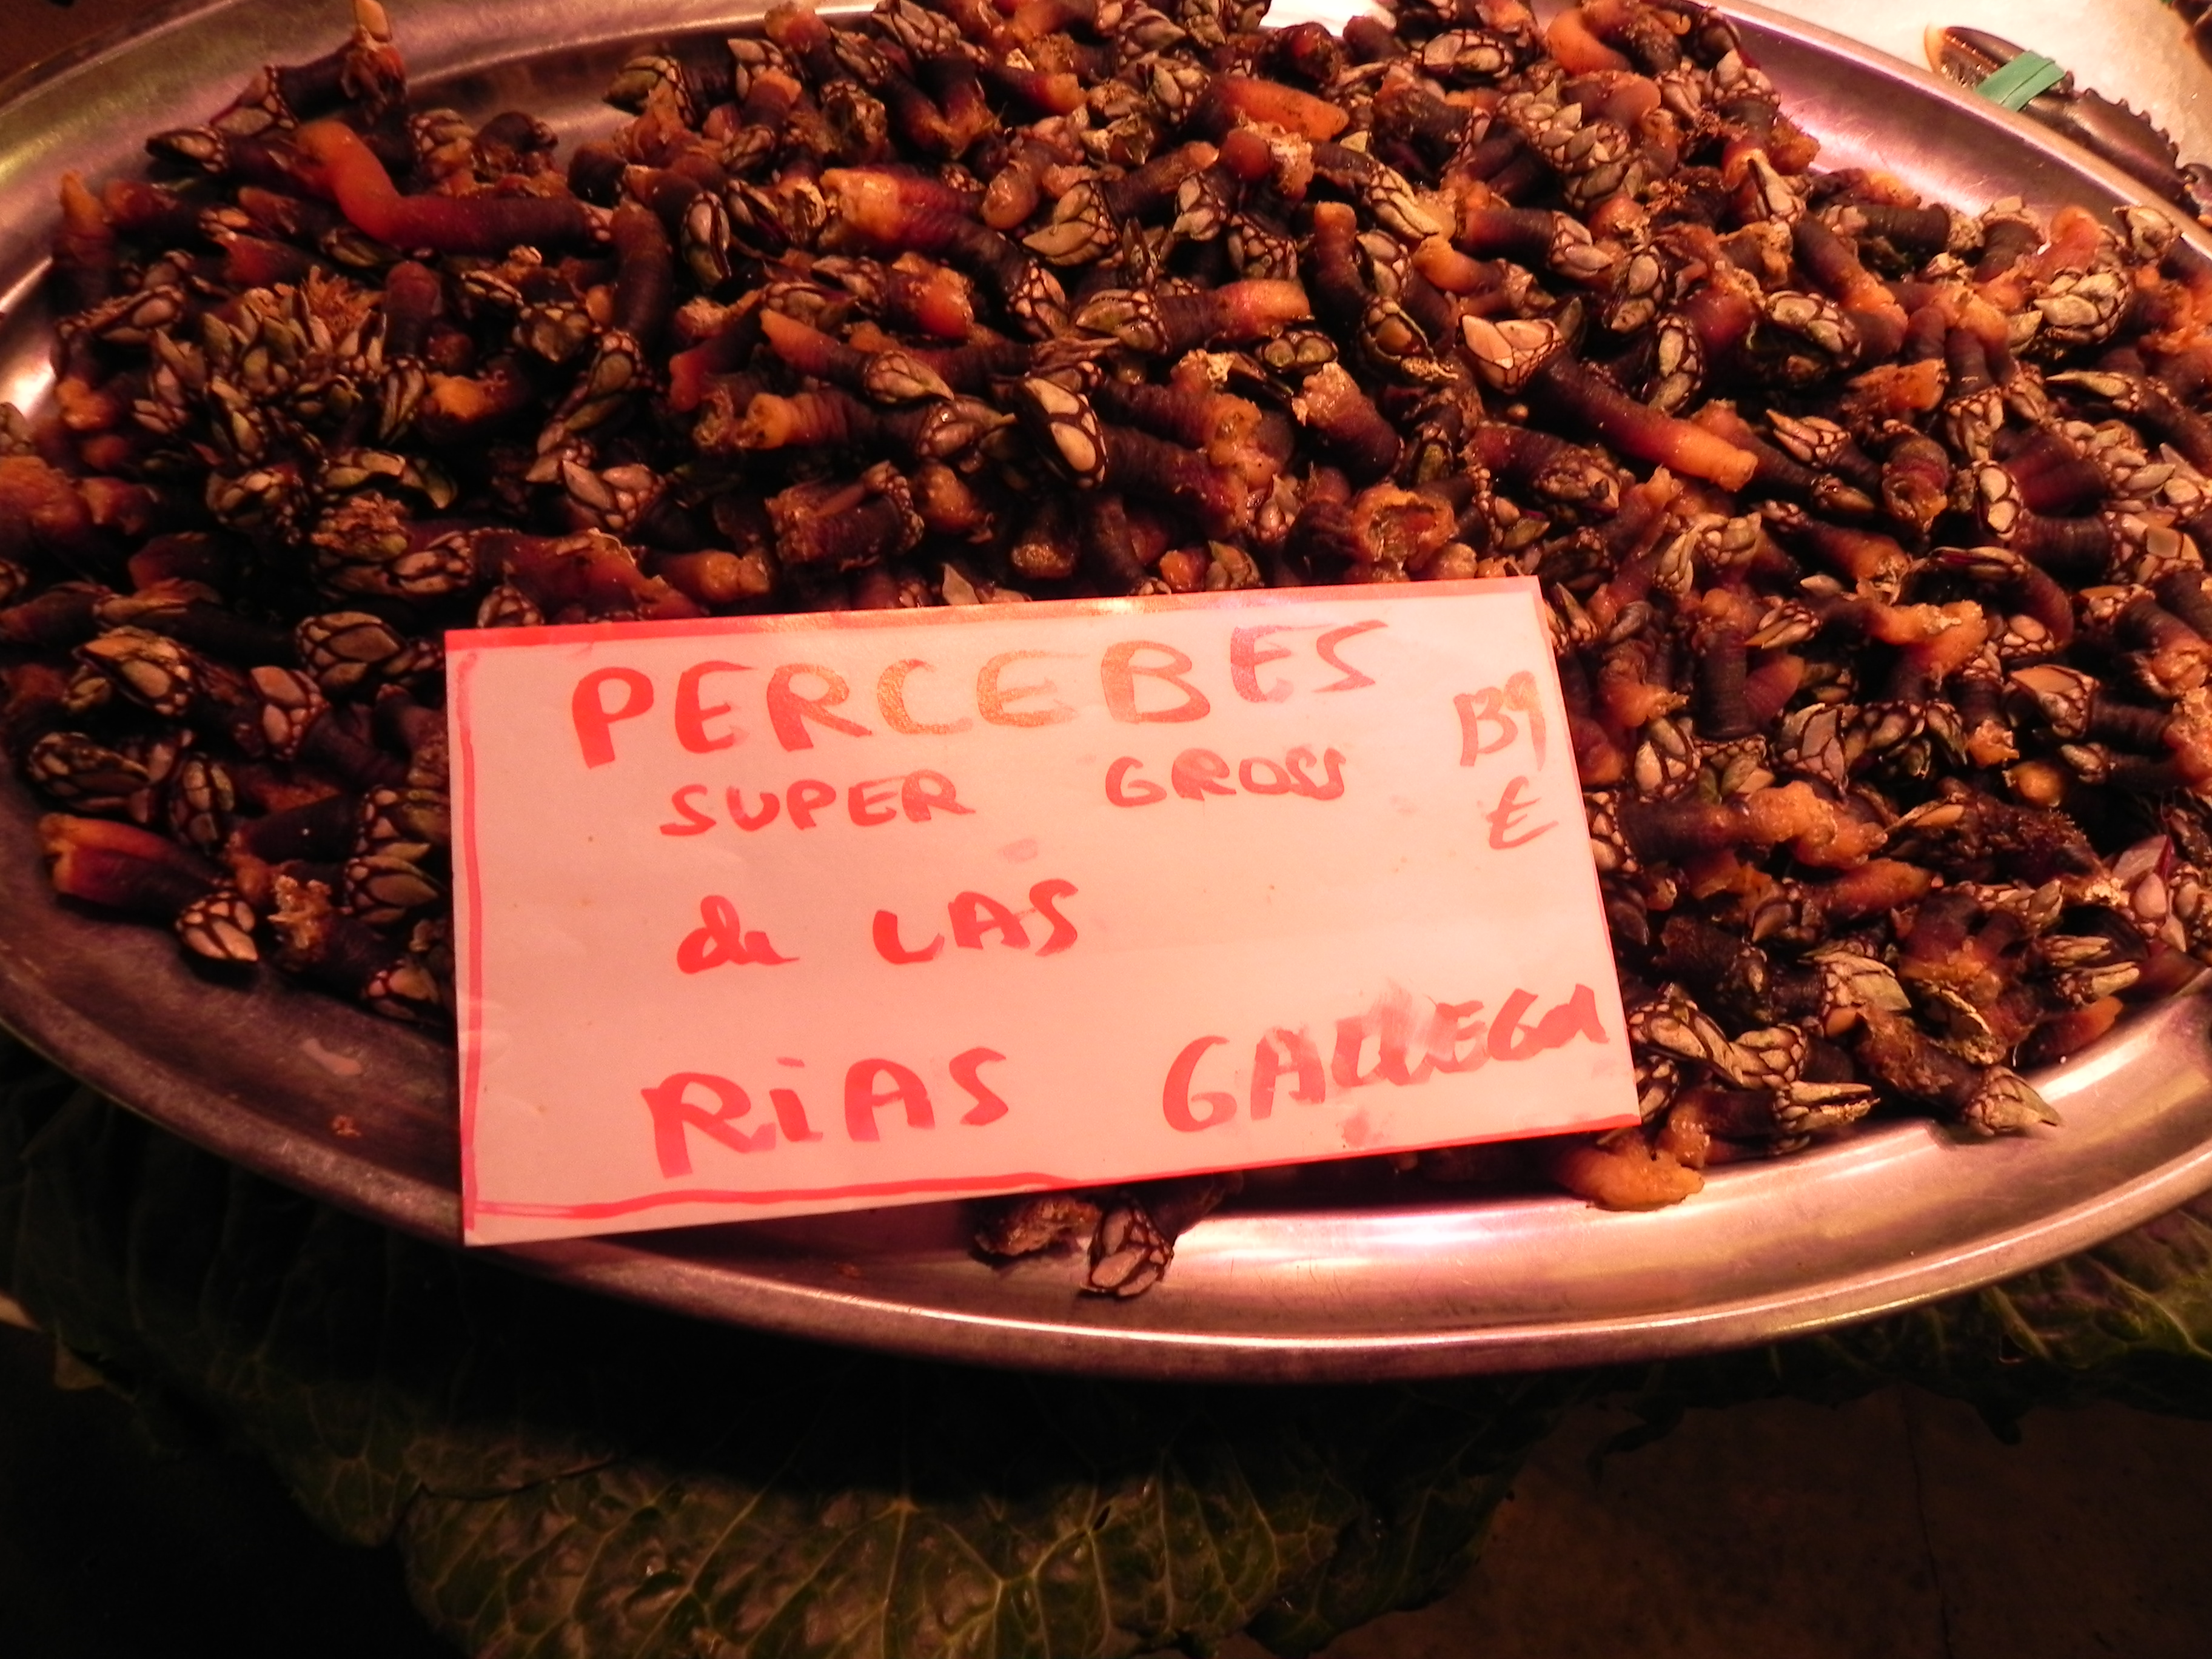 PERCEBES
SUPER GROSS
139
€
de LAS
RiAS GALLEGA